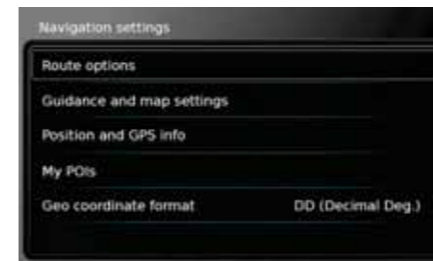 Navigation settings
Route options
Guidance and map settings
Position and GPS info
My POIs
Geo coordinate format DD (Decimal Deg.)